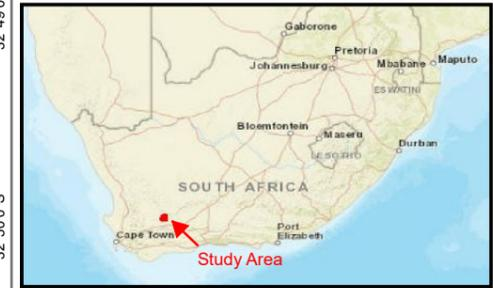 Gaborone
Pretoria
Johannesburg
Mbabane
Maputo
ESWATINI
Bloemfontein
Maseru
LESOTHO
Durban
SOUTH AFRICA
Cape Town
Port
Elizabeth
Study Area